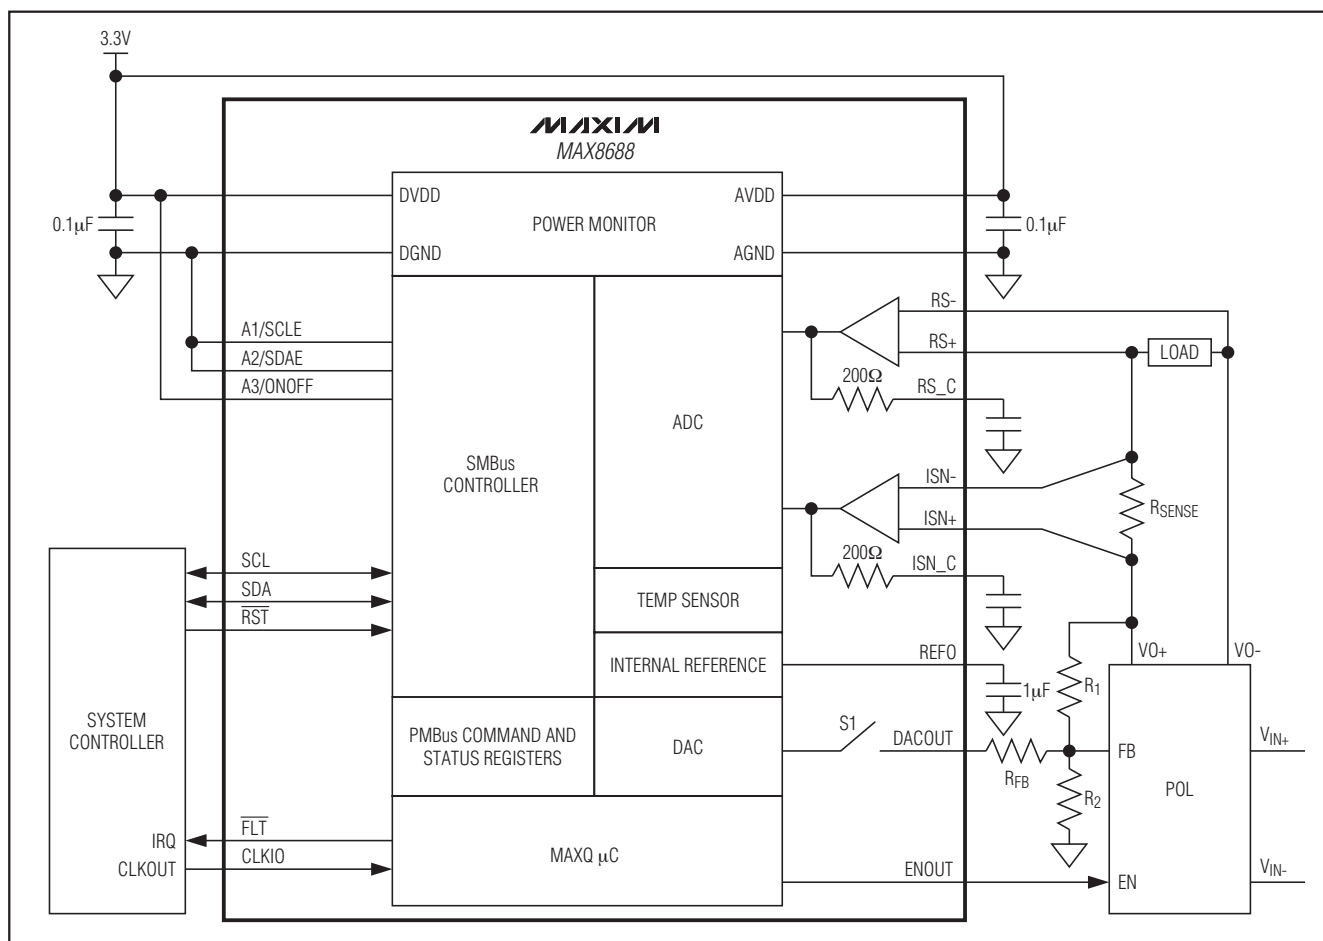 3.3V
MAXIM
MAX8688
DVDD
AVDD
0.1μF
POWER MONITOR
0.1μF
DGND
AGND
RS-
A1/SCLE
RS+
LOAD
A2/SDAE
200Ω
A3/ONOFF
RS_C
ADC
SMBus
CONTROLLER
ISN-
RSENSE
ISN+
200Ω
SCL
ISN_C
SDA
TEMP SENSOR
RST
REFO
VO+
VO-
INTERNAL REFERENCE
1μF
R1
SYSTEM
CONTROLLER
PMBus COMMAND AND
STATUS REGISTERS
DAC
S1
DACOUT
RFB
FB
VIN+
R2
POL
FLT
IRQ
CLKIO
MAXQ μC
CLKOUT
ENOUT
EN
VIN-